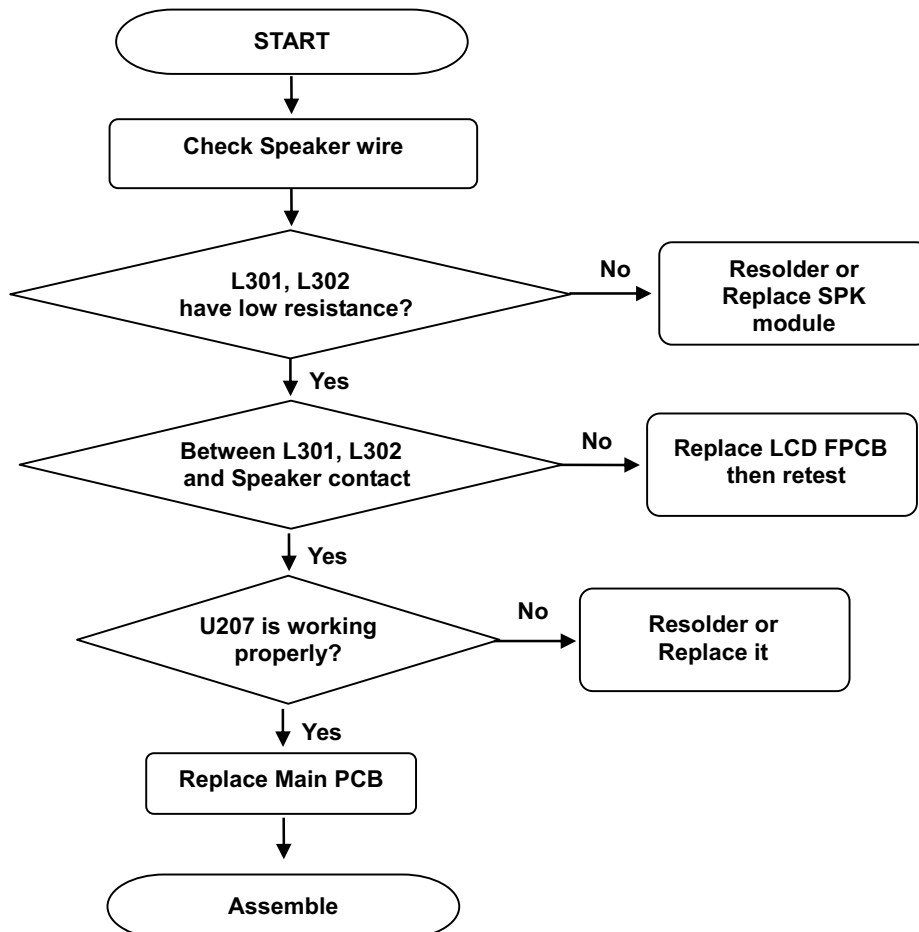 START
Check Speaker wire
L301, L302
have low resistance?
No
Resolder or
Replace SPK
module
Yes
Between L301, L302
and Speaker contact
No
Replace LCD FPCB
then retest
Yes
U207 is working
properly?
No
Resolder or
Replace it
Yes
Replace Main PCB
Assemble